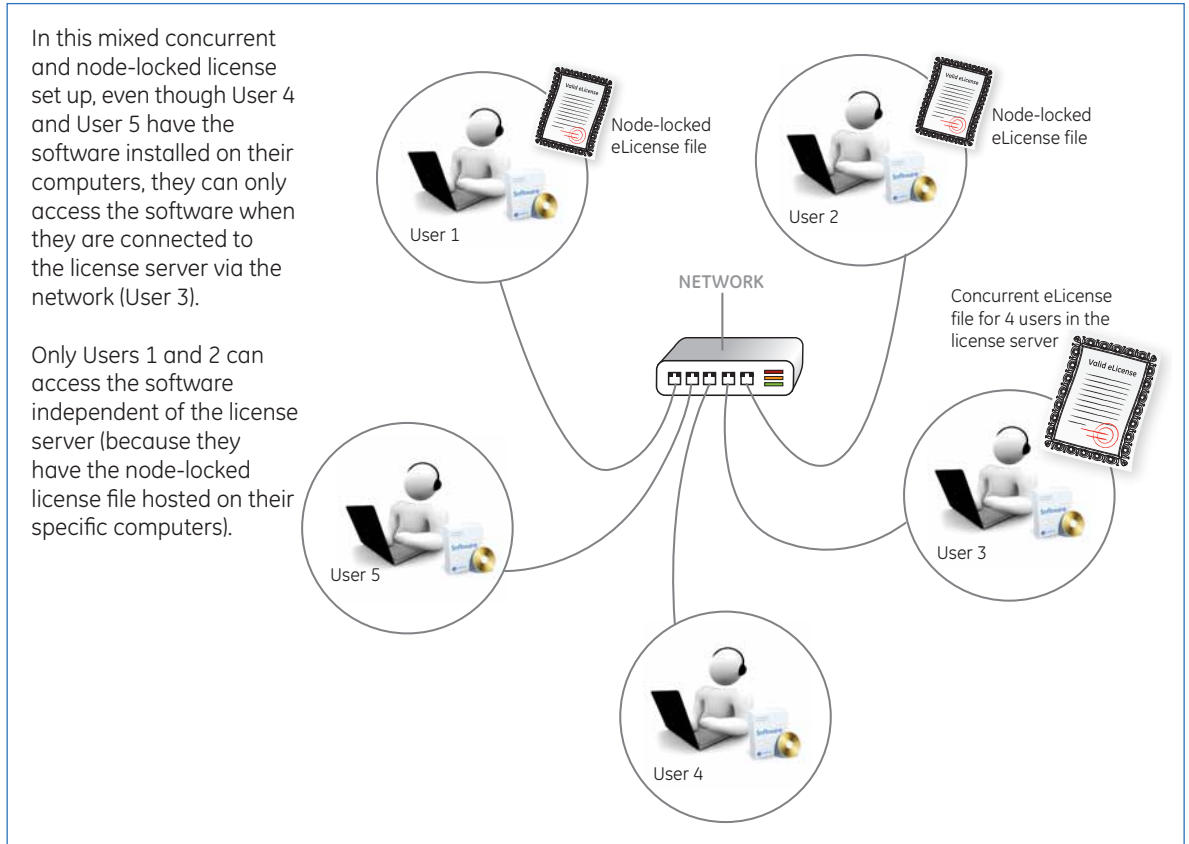 In this mixed concurrent
and node-locked license
set up, even though User 4
and User 5 have the
software installed on their
computers, they can only
access the software when
they are connected to
the license server via the
network (User 3).
Only Users 1 and 2 can
access the software
independent of the license
server (because they
have the node-locked
license file hosted on their
specific computers).
Valid eLicense
Node-locked
eLicense file
Software
User 1
Valid eLicense
Node-locked
eLicense file
Software
User 2
NETWORK
Concurrent eLicense
file for 4 users in the
license server
Valid eLicense
Software
User 3
Software
User 5
Software
User 4